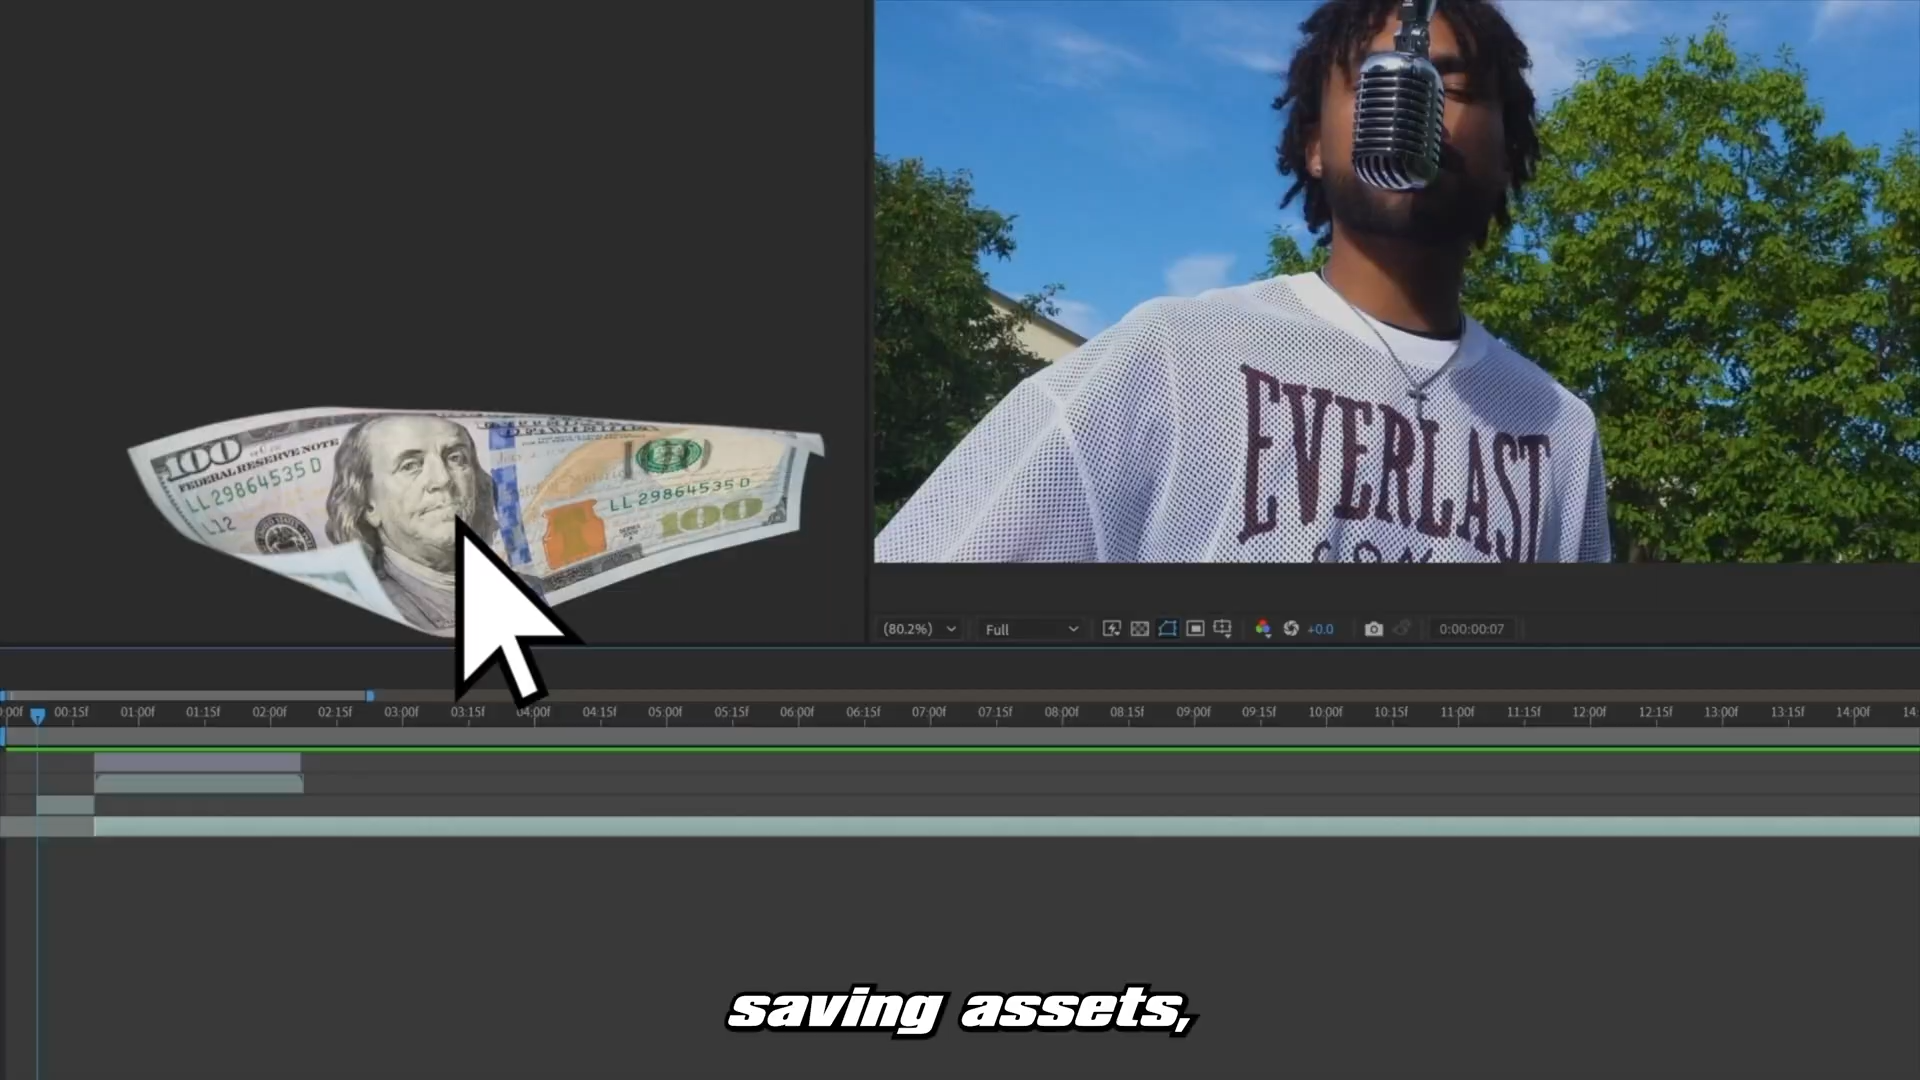 100
FEDERAL RESERVE NOTE
LL 29864535 D
L12
LL 29864535 D
100
EVERLAST
(80.2%)
Full
+0.0
0:00:00:07
00:15f 01:00f 01:15f 02:00f 02:15f 03:00f 03:15f 04:00f 04:15f 05:00f 05:15f 06:00f 06:15f 07:00f 07:15f 08:00f 08:15f 09:00f 09:15f 10:00f 10:15f 11:00f 11:15f 12:00f 12:15f 13:00f 13:15f 14:00f
saving assets,